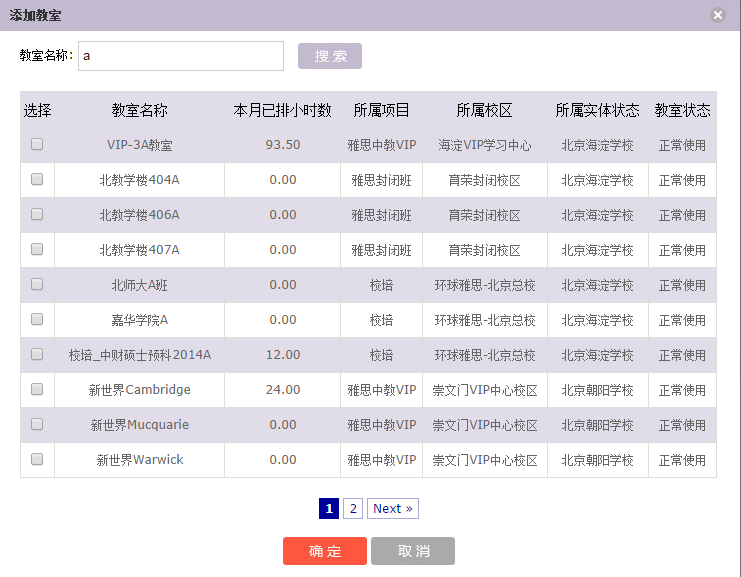 添加教室
教室名称: a 搜 索
选择 教室名称 本月已排小时数 所属项目 所属校区 所属实体状态 教室状态
VIP-3A教室 93.50 雅思中教VIP 海淀VIP学习中心 北京海淀学校 正常使用
北教学楼404A 0.00 雅思封闭班 育荣封闭校区 北京海淀学校 正常使用
北教学楼406A 0.00 雅思封闭班 育荣封闭校区 北京海淀学校 正常使用
北教学楼407A 0.00 雅思封闭班 育荣封闭校区 北京海淀学校 正常使用
北师大A班 0.00 校培 环球雅思-北京总校 北京海淀学校 正常使用
嘉华学院A 0.00 校培 环球雅思-北京总校 北京海淀学校 正常使用
校培_中财硕士预科2014A 12.00 校培 环球雅思-北京总校 北京海淀学校 正常使用
新世界Cambridge 24.00 雅思中教VIP 崇文门VIP中心校区 北京朝阳学校 正常使用
新世界Mucquarie 0.00 雅思中教VIP 崇文门VIP中心校区 北京朝阳学校 正常使用
新世界Warwick 0.00 雅思中教VIP 崇文门VIP中心校区 北京朝阳学校 正常使用
1 2 Next »
确 定 取 消